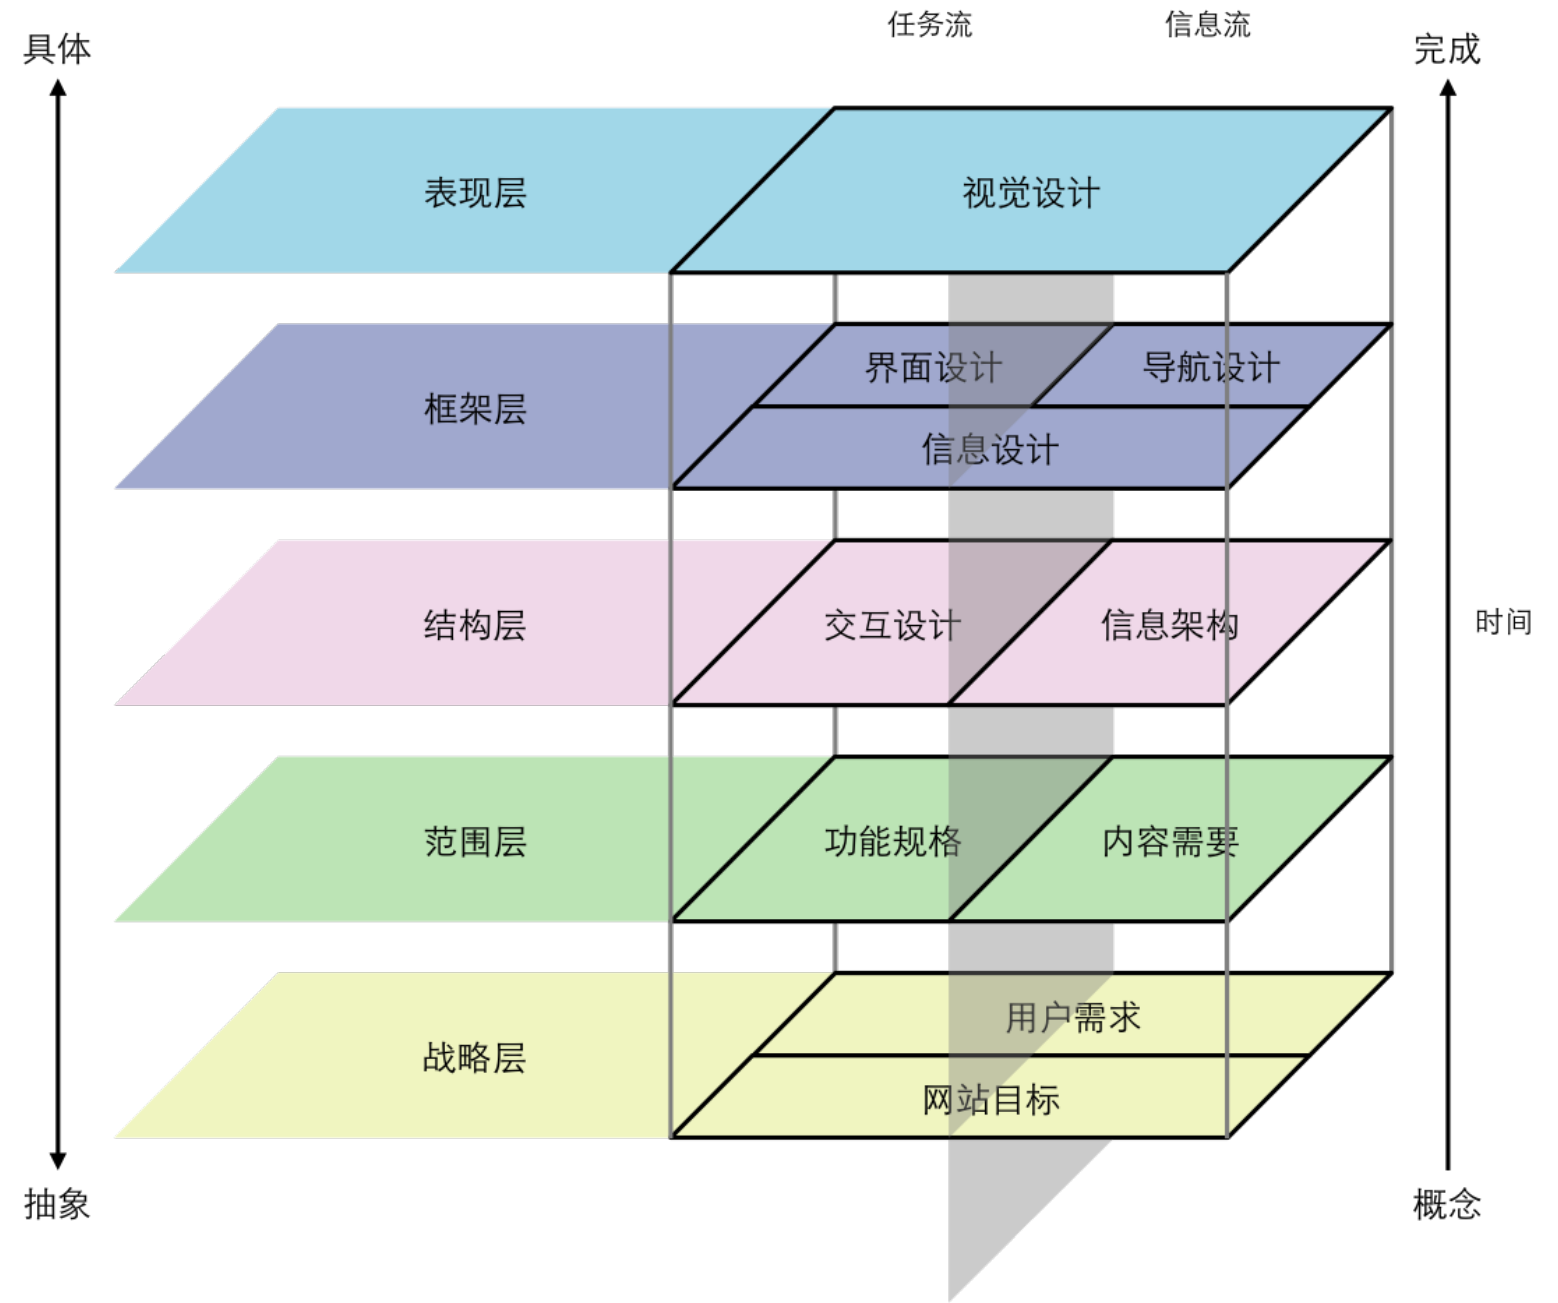 任务流
信息流
具体
完成
表现层
视觉设计
界面设计
导航设计
框架层
信息设计
结构层
交互设计
信息架构
时间
范围层
功能规格
内容需要
用户需求
战略层
网站目标
抽象
概念